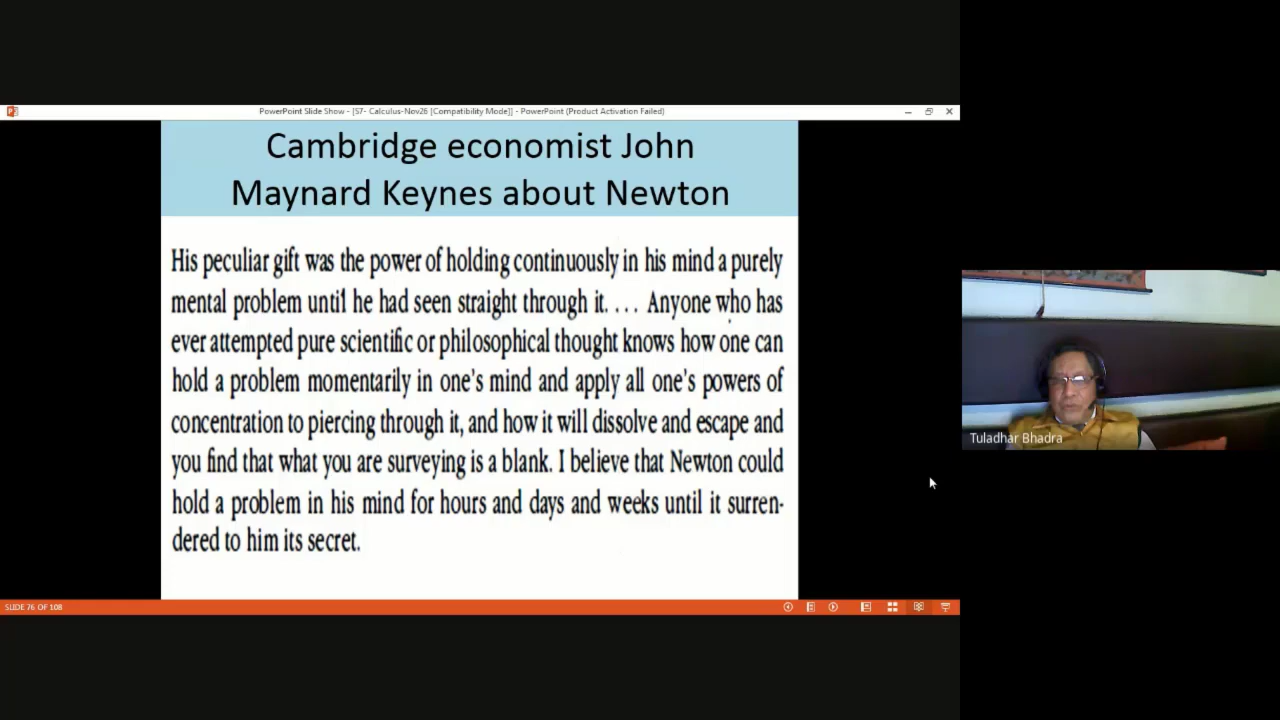 PowerPoint Slide Show - [S7- Calculus-Nov26 [Compatibility Mode]] - PowerPoint (Product Activation Failed)
Cambridge economist John
Maynard Keynes about Newton
His peculiar gift was the power of holding continuously in his mind a purely
mental problem until he had seen straight through it. . . . Anyone who has
ever attempted pure scientific or philosophical thought knows how one can
hold a problem momentarily in one's mind and apply all one's powers of
concentration to piercing through it, and how it will dissolve and escape and
you find that what you are surveying is a blank. I believe that Newton could
hold a problem in his mind for hours and days and weeks until it surren-
dered to him its secret.
Tuladhar Bhadra
SLIDE 76 OF 108